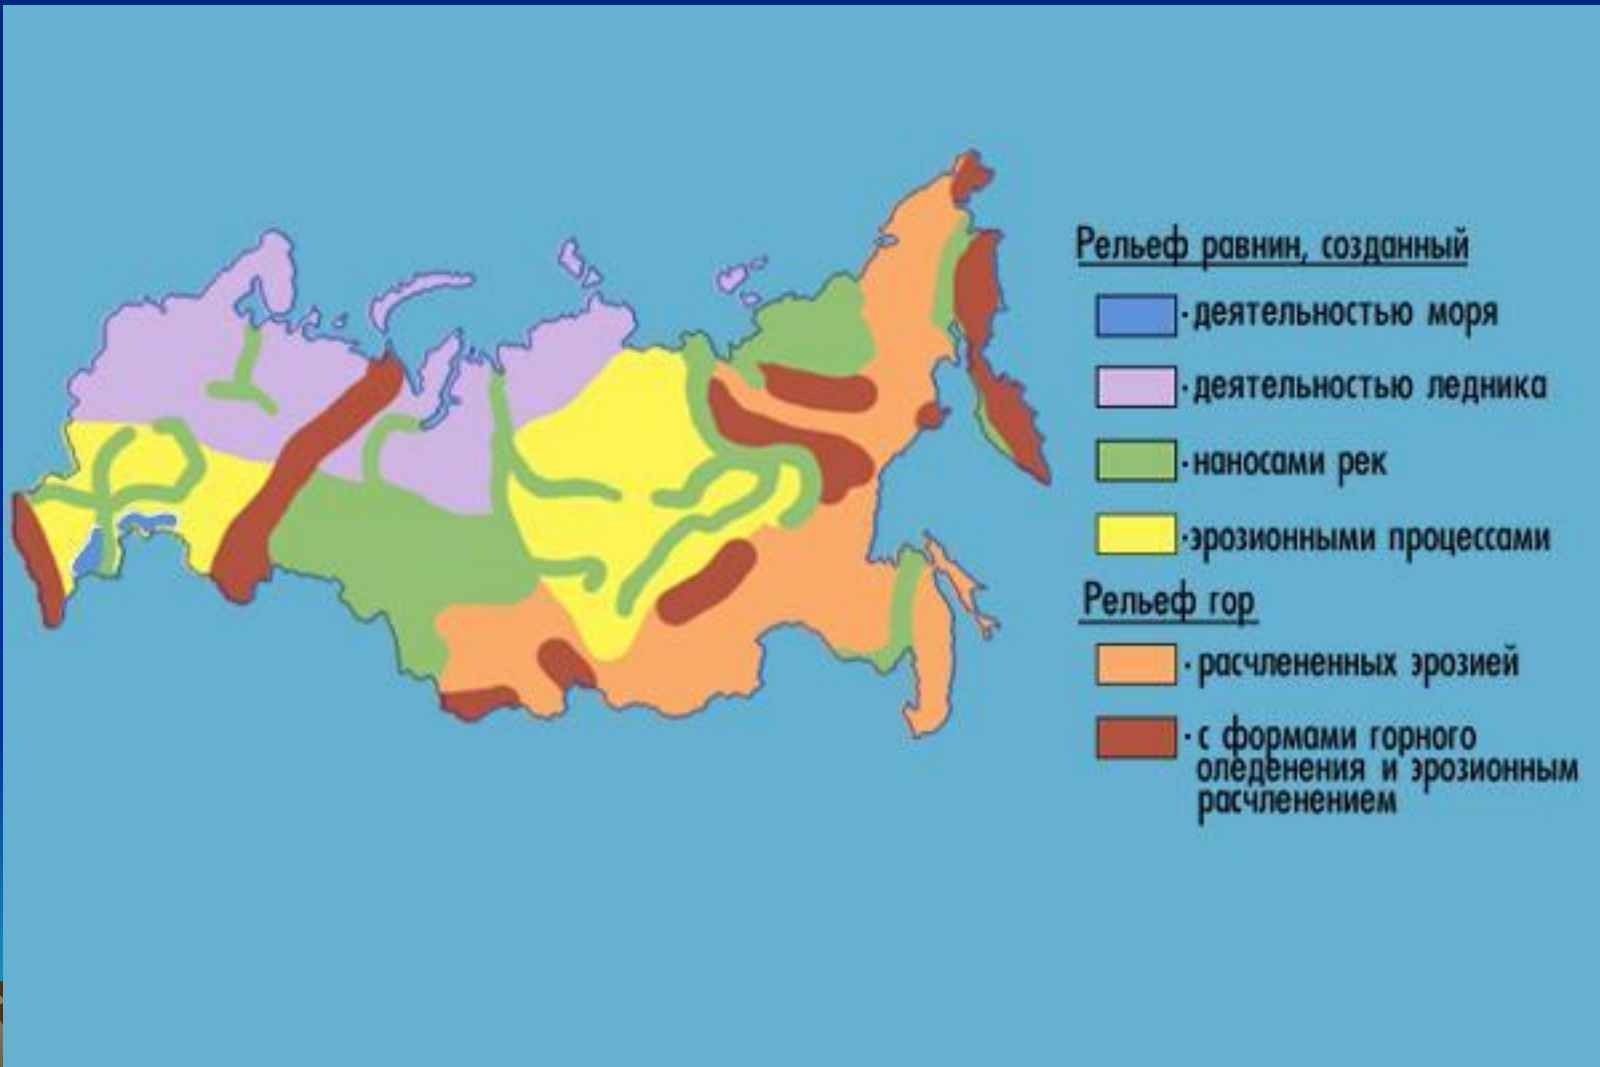 Рельеф равнин, созданный
·деятельностью моря
·деятельностью ледника
·наносами рек
·эрозионными процессами
Рельеф гор
·расчлененных эрозией
·с формами горного
оледенения и эрозионным
расчленением